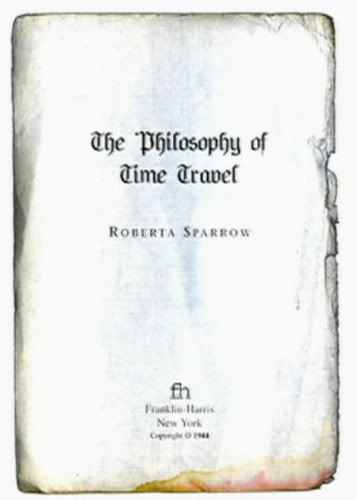 The Philosophy of
Time Travel
ROBERTA SPARROW
fh
Franklin-Harris
New York
Copyright © 1944